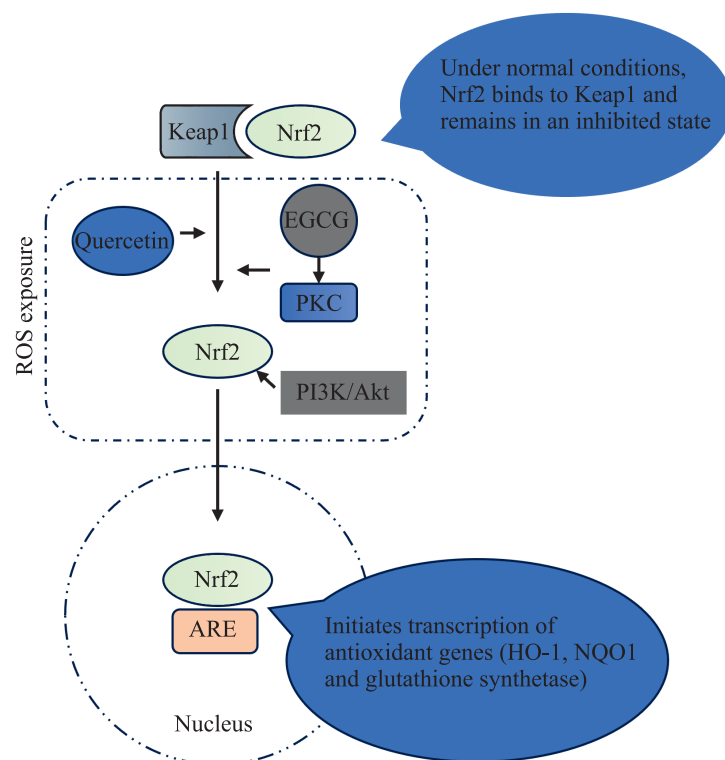 Under normal conditions,
Nrf2 binds to Keap1 and
remains in an inhibited state
Keap1
Nrf2
ROS exposure
Quercetin
EGCG
PKC
Nrf2
PI3K/Akt
Nrf2
ARE
Initiates transcription of
antioxidant genes (HO-1, NQO1
and glutathione synthetase)
Nucleus